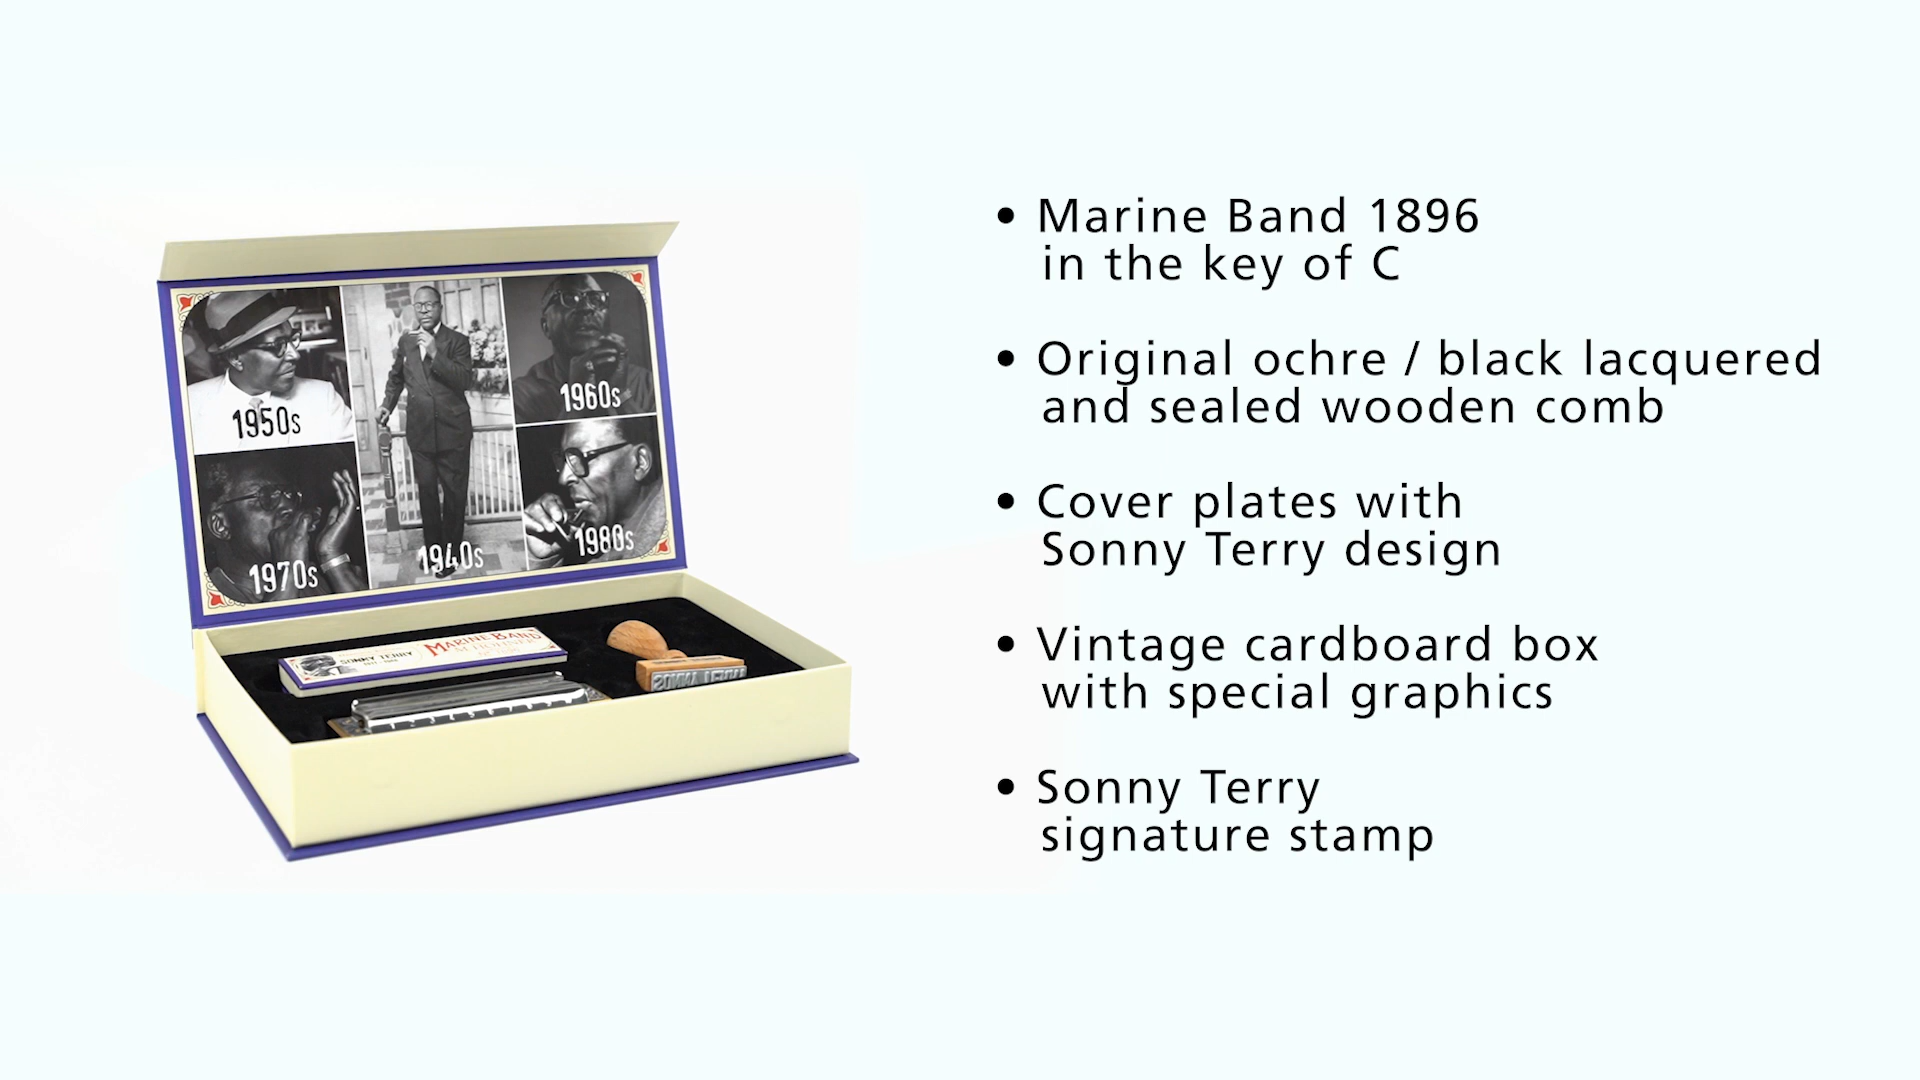 1950s
1960s
1970s
1940s
1980s
SONNY TERRY
MARINE BAND
• Marine Band 1896
in the key of C
• Original ochre / black lacquered
and sealed wooden comb
• Cover plates with
Sonny Terry design
• Vintage cardboard box
with special graphics
• Sonny Terry
signature stamp